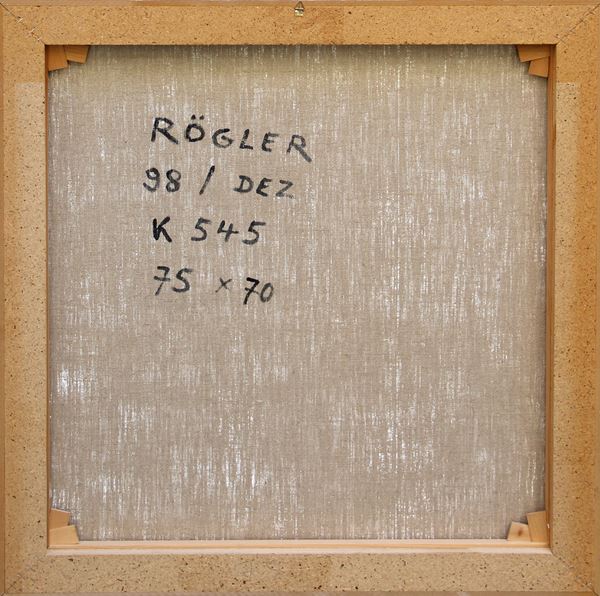 RÖGLER
98 / DEZ
K 545
75 x 70